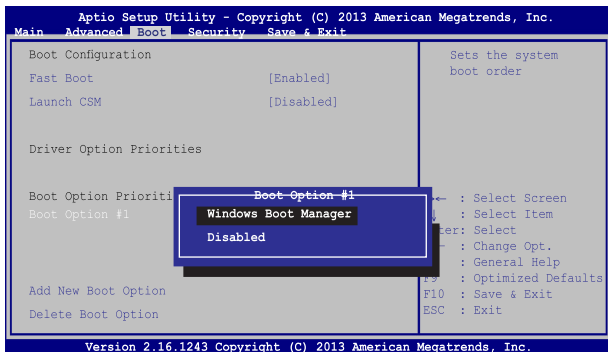 Aptio Setup Utility - Copyright (C) 2013 American Megatrends, Inc.
Main Advanced Boot Security Save & Exit
Boot Configuration
Fast Boot [Enabled]
Launch CSM [Disabled]
Driver Option Priorities
Boot Option Prioriti
Boot Option #1
Add New Boot Option
Delete Boot Option
Boot Option #1
Windows Boot Manager
Disabled
Sets the system
boot order
: Select Screen
: Select Item
er: Select
: Change Opt.
: General Help
F9 : Optimized Defaults
F10 : Save & Exit
ESC : Exit
Version 2.16.1243 Copyright (C) 2013 American Megatrends, Inc.